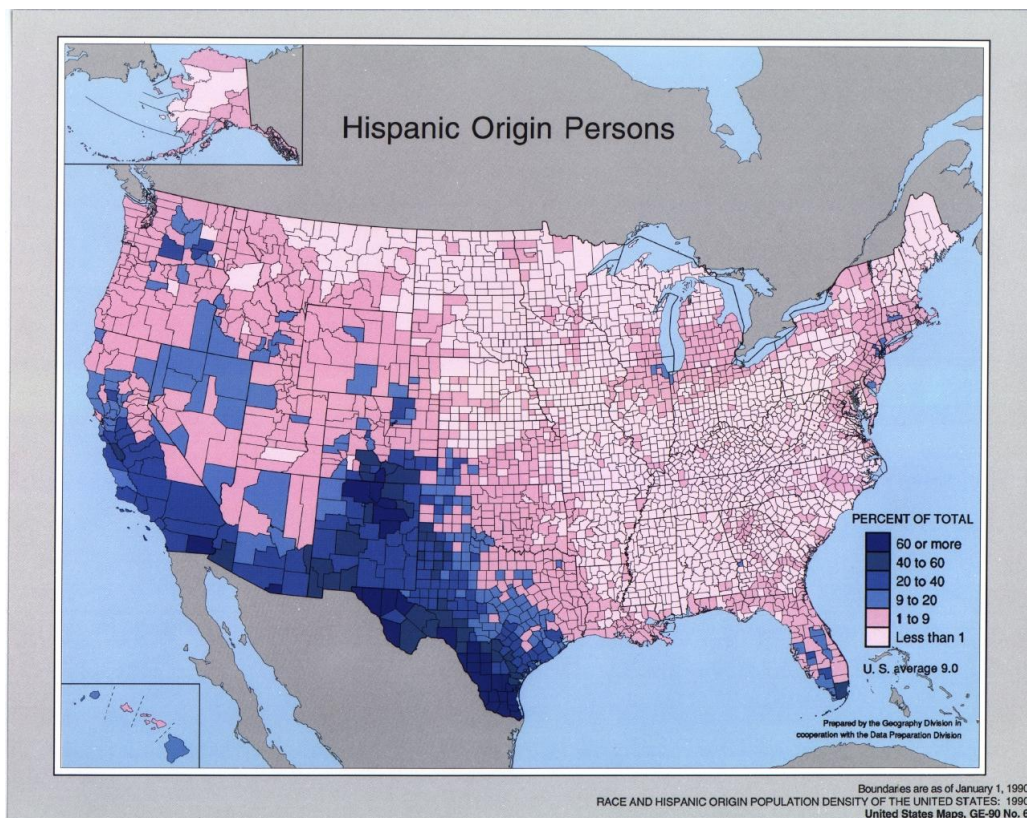 Hispanic Origin Persons
PERCENT OF TOTAL
60 or more
40 to 60
20 to 40
9 to 20
1 to 9
Less than 1
U. S. average 9.0
Prepared by the Geography Division in
cooperation with the Data Preparation Division
Boundaries are as of January 1, 1990
RACE AND HISPANIC ORIGIN POPULATION DENSITY OF THE UNITED STATES: 1990
United States Maps, GE-90 No. 6